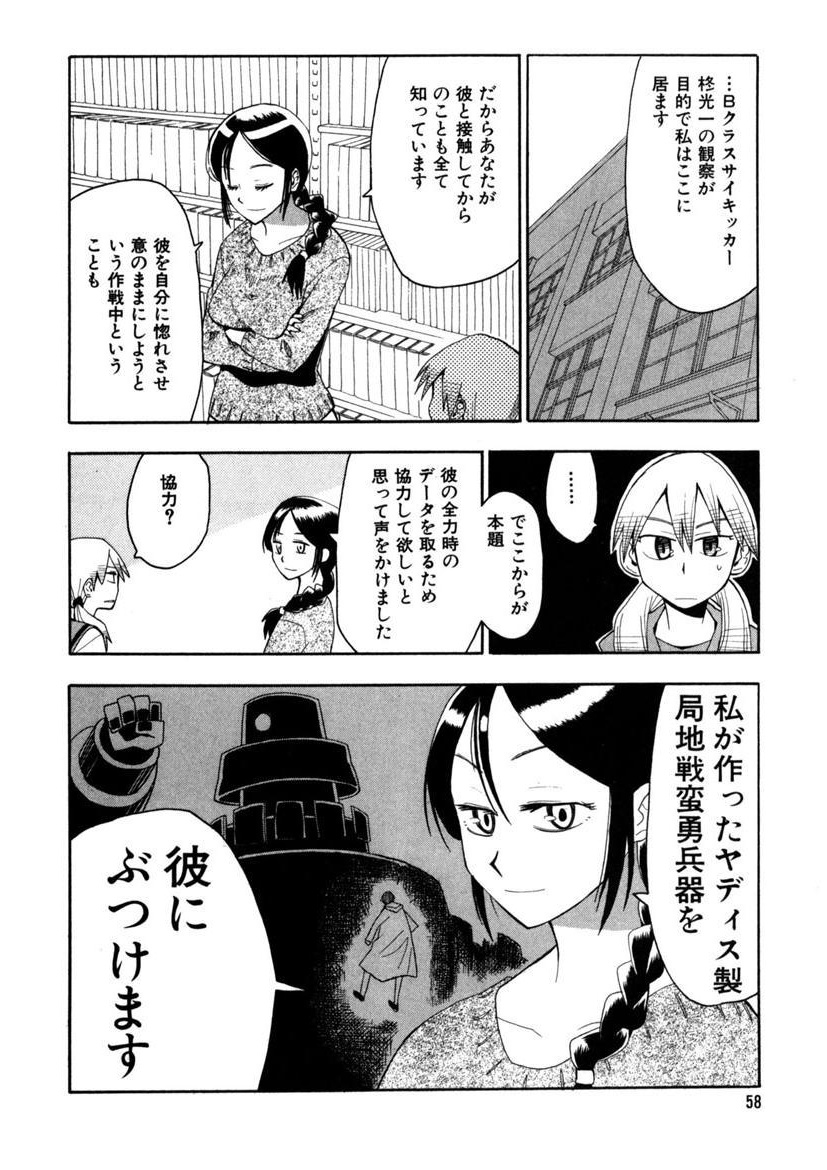 …Bクラスサイキッカー
柊光一の観察が
目的で私はここに
居ます
だからあなたが
彼と接触してから
のことも全て
知っています
彼を自分に惚れさせ
意のままにしようと
いう作戦中という
ことも
……
でここからが
本題
彼の全力時の
データを取るため
協力して欲しいと
思って声をかけました
協力?
私が作ったヤディス製
局地戦蛮勇兵器を
彼に
ぶつけます
58